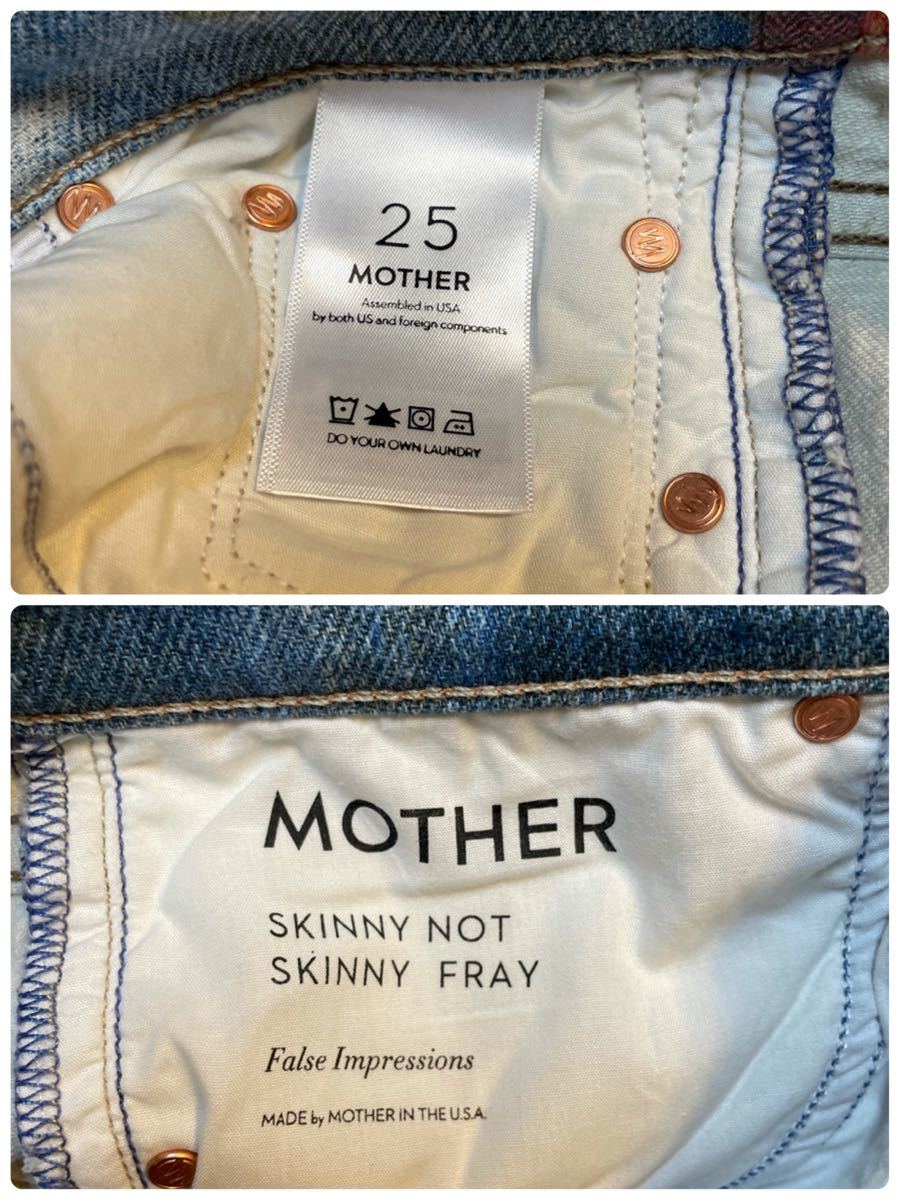 25
MOTHER
Assembled in USA
by both US and foreign components
DO YOUR OWN LAUNDRY
MOTHER
SKINNY NOT
SKINNY FRAY
False Impressions
MADE by MOTHER IN THE U.S.A.